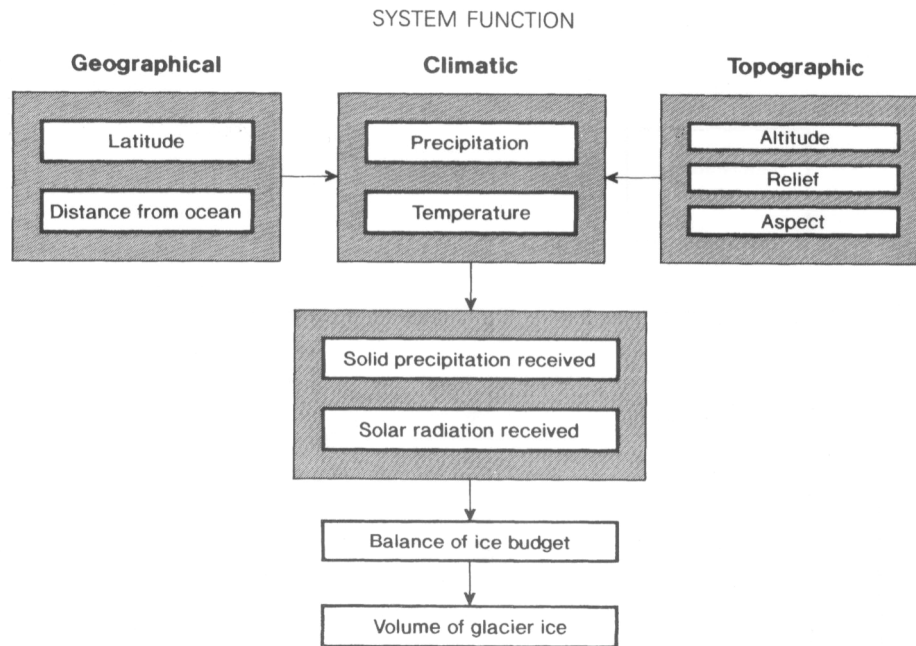 SYSTEM FUNCTION
Geographical
Climatic
Topographic
Latitude
Distance from ocean
Precipitation
Temperature
Altitude
Relief
Aspect
Solid precipitation received
Solar radiation received
Balance of ice budget
Volume of glacier ice